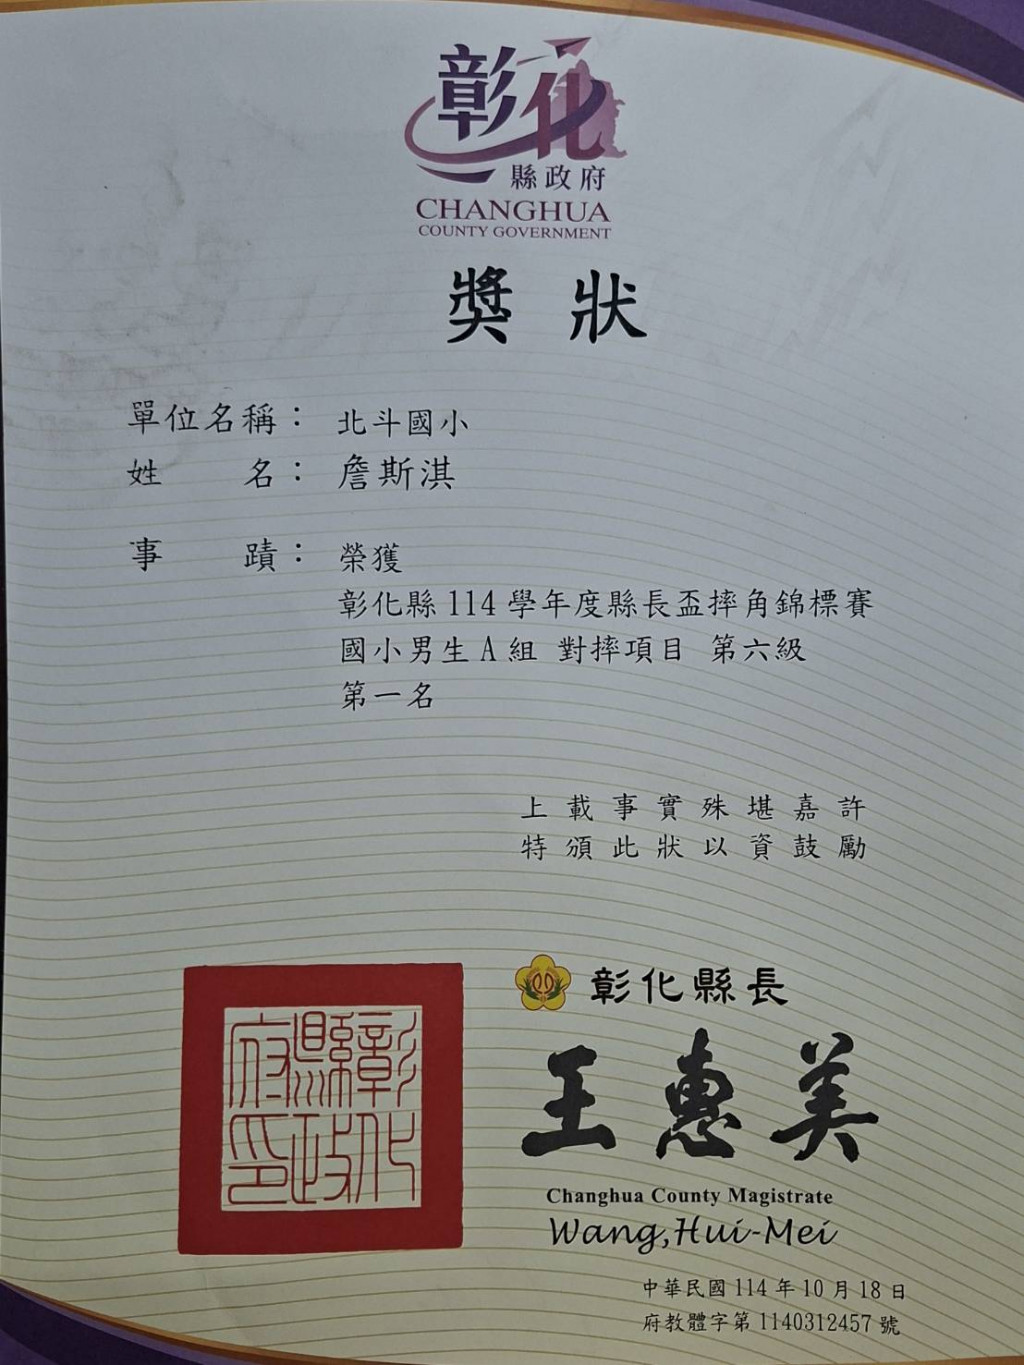 彰化
縣政府
CHANGHUA
COUNTY GOVERNMENT
獎狀
單位名稱：北斗國小
姓名：詹斯淇
事蹟：榮獲
彰化縣114學年度縣長盃摔角錦標賽
國小男生A組 對摔項目 第六級
第一名
上載事實殊堪嘉許
特頒此狀以資鼓勵
彰化縣長
王惠美
彰化縣政府印
Changhua County Magistrate
Wang,Hui-Mei
中華民國114年10月18日
府教體字第1140312457號